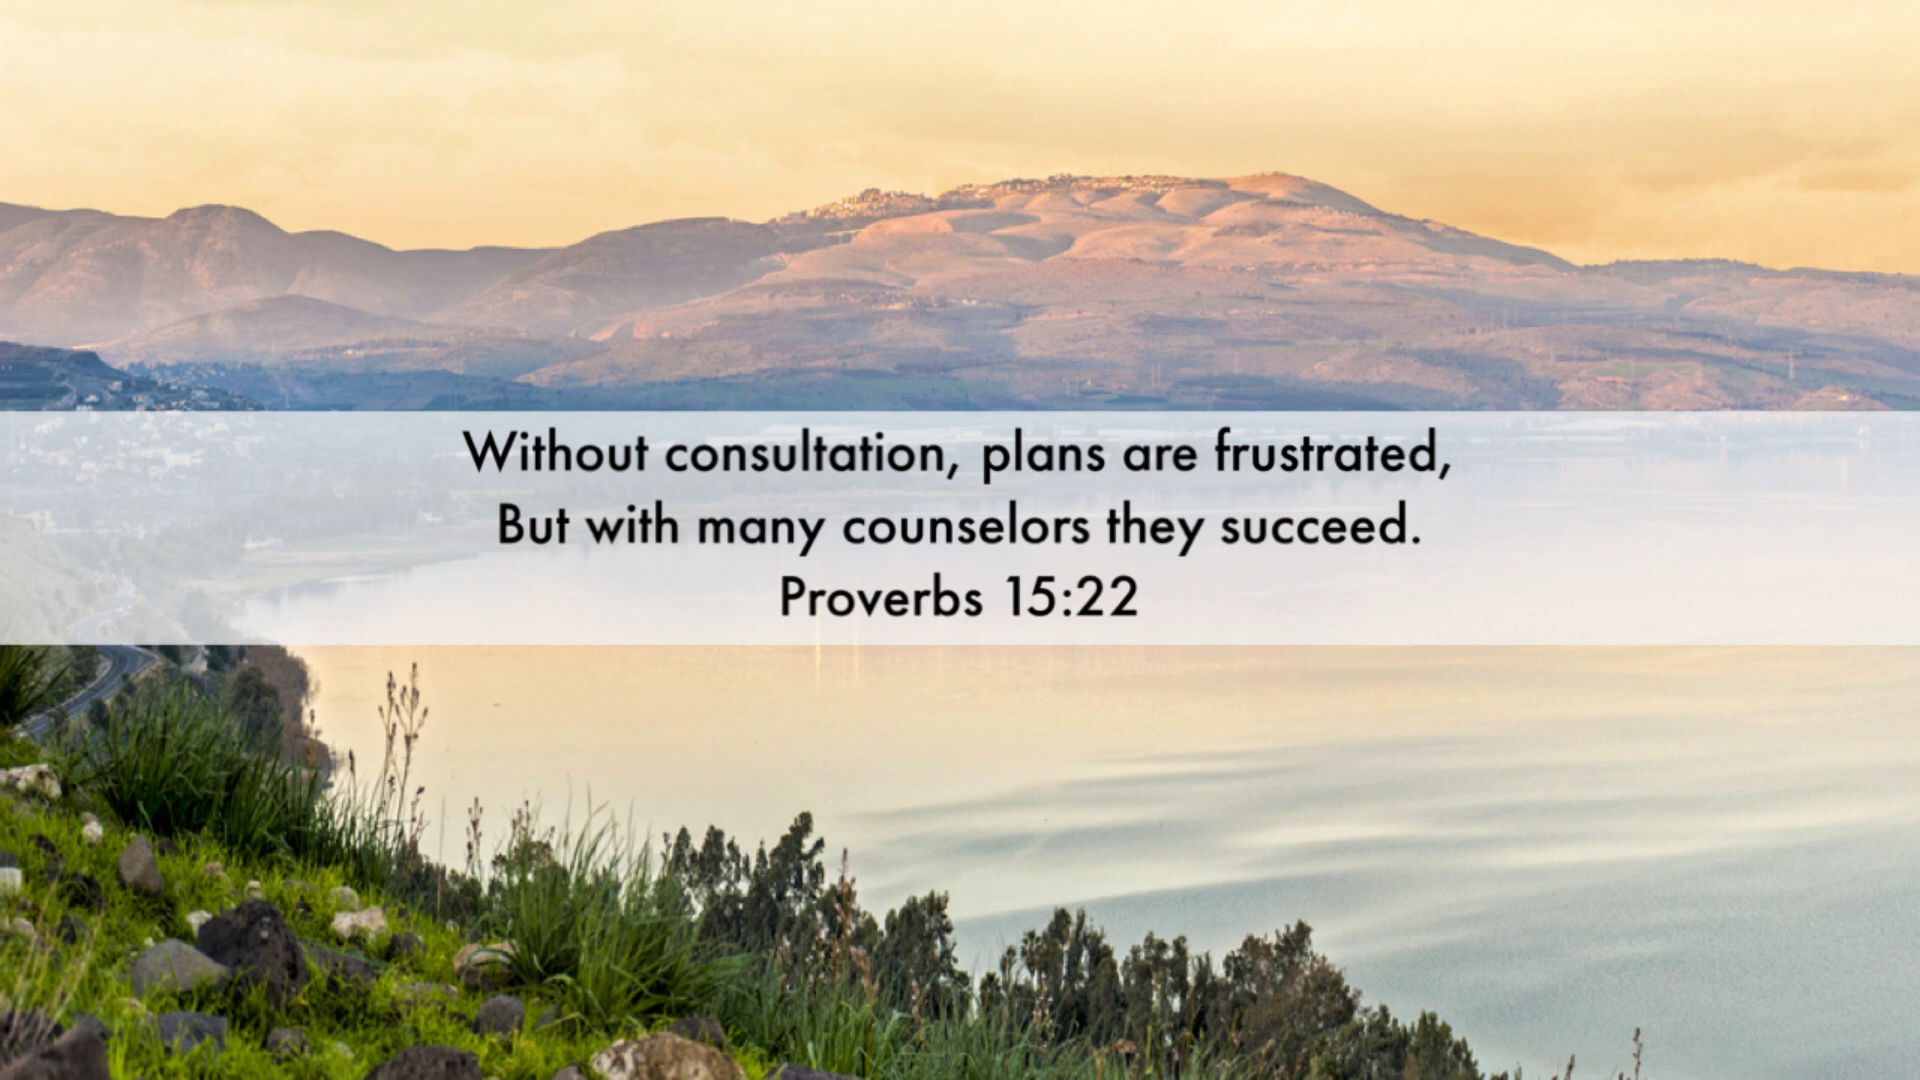 Without consultation, plans are frustrated,
But with many counselors they succeed.
Proverbs 15:22